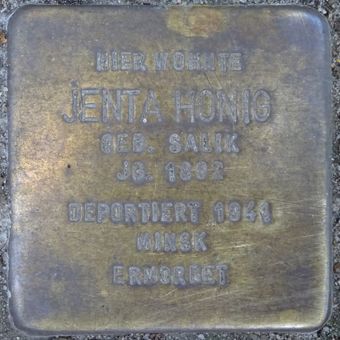 HIER WOHNTE
JENTA HONIG
GEB. SALIK
JG. 1892
DEPORTIERT 1941
MINSK
ERMORDET